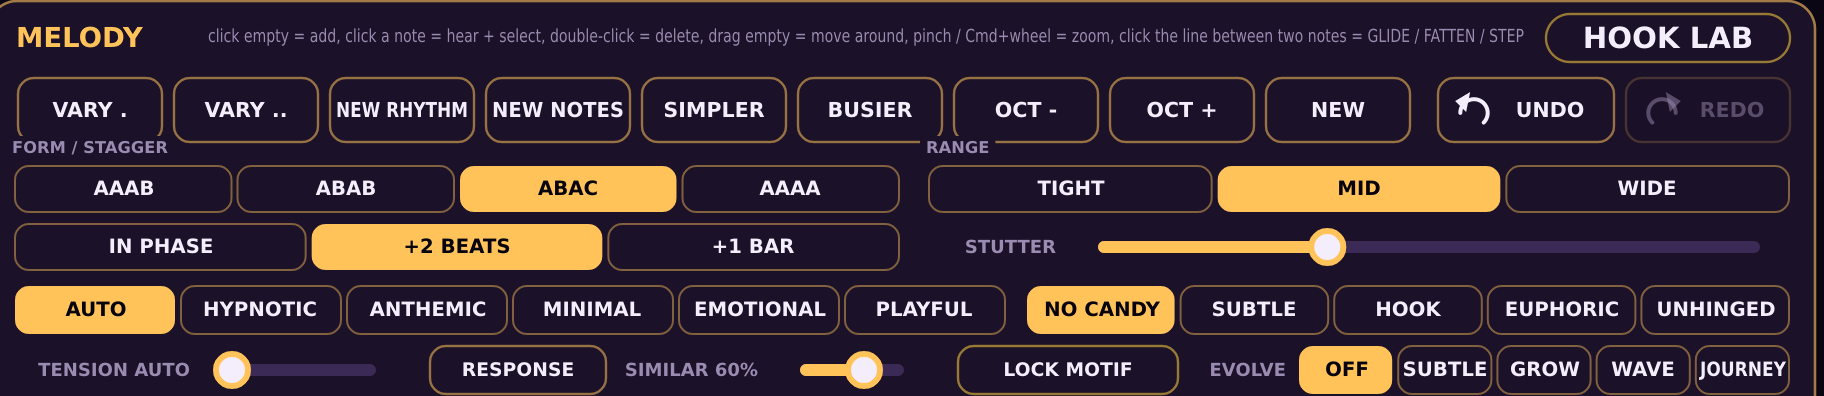 MELODY click empty = add, click a note = hear + select, double-click = delete, drag empty = move around, pinch / Cmd+wheel = zoom, click the line between two notes = GLIDE / FATTEN / STEP HOOK LAB
VARY . VARY .. NEW RHYTHM NEW NOTES SIMPLER BUSIER OCT - OCT + NEW UNDO REDO
FORM / STAGGER RANGE
AAAB ABAB ABAC AAAA TIGHT MID WIDE
IN PHASE +2 BEATS +1 BAR STUTTER
AUTO HYPNOTIC ANTHEMIC MINIMAL EMOTIONAL PLAYFUL NO CANDY SUBTLE HOOK EUPHORIC UNHINGED
TENSION AUTO RESPONSE SIMILAR 60% LOCK MOTIF EVOLVE OFF SUBTLE GROW WAVE JOURNEY